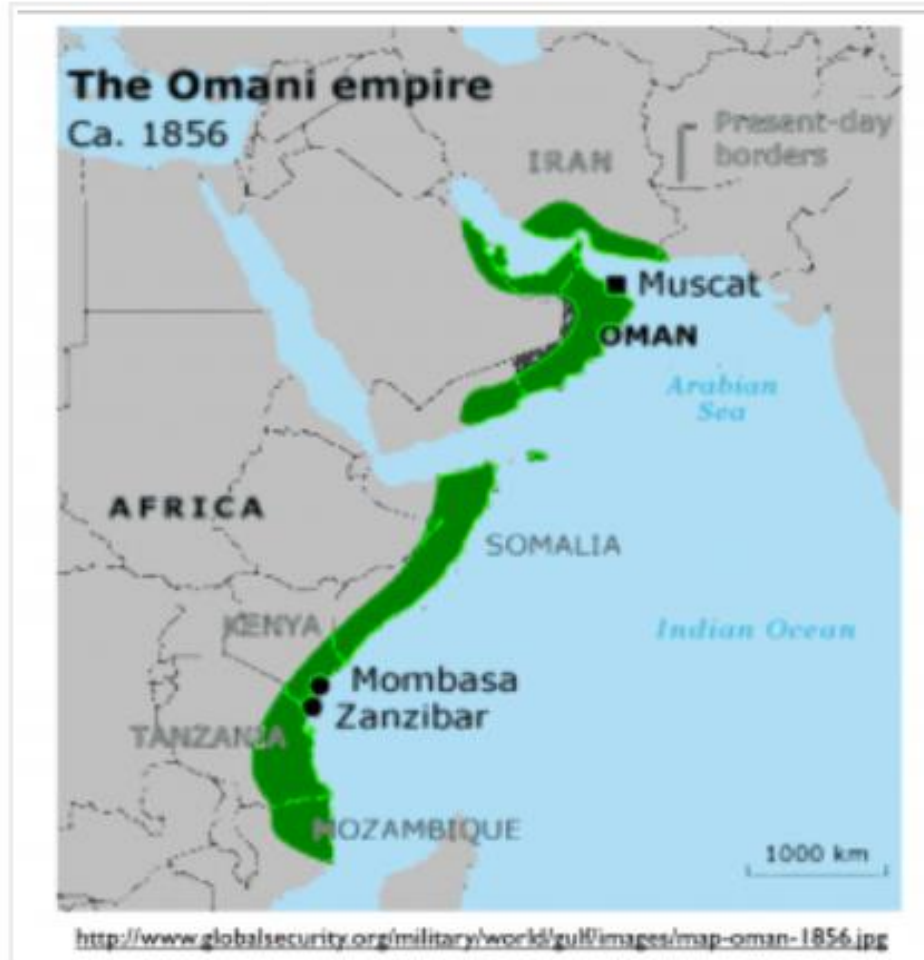 The Omani empire
Ca. 1856
Present-day
borders
IRAN
Muscat
OMAN
Arabian
Sea
AFRICA
SOMALIA
KENYA
Indian Ocean
Mombasa
Zanzibar
TANZANIA
MOZAMBIQUE
1000 km
http://www.globalsecurity.org/military/world/gulf/images/map-oman-1856.jpg